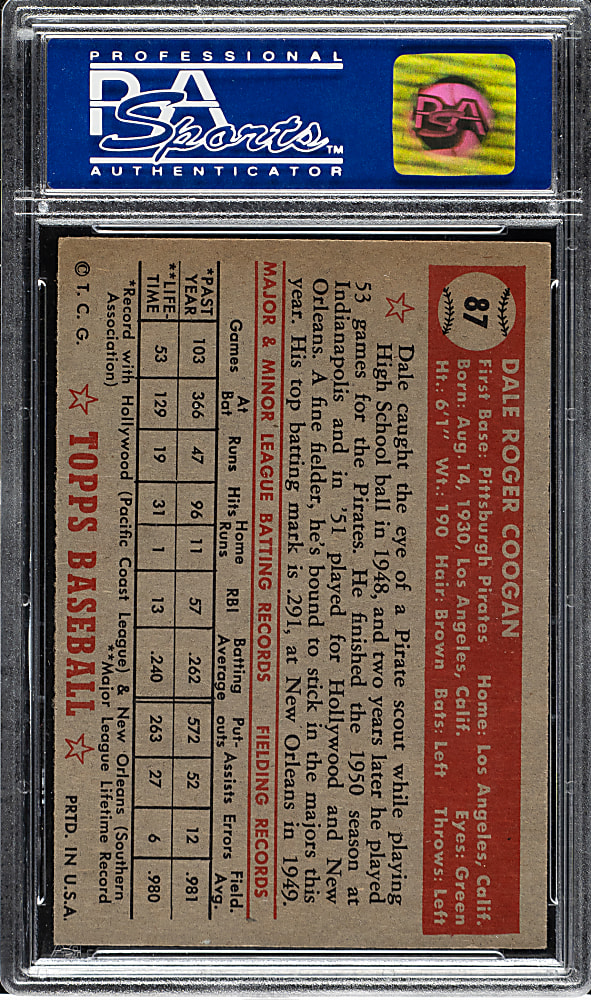 PROFESSIONAL
PSA
Sports™
AUTHENTICATOR
PSA
87
DALE ROGER COOGAN
First Base: Pittsburgh Pirates Home: Los Angeles, Calif.
Born: Aug. 14, 1930, Los Angeles, Calif. Eyes: Green
Ht.: 6'1" Wt.: 190 Hair: Brown Bats: Left Throws: Left
Dale caught the eye of a Pirate scout while playing
High School ball in 1948, and two years later he played
53 games for the Pirates. He finished the 1950 season at
Indianapolis and in '51 played for Hollywood and New
Orleans. A fine fielder, he's bound to stick in the majors this
year. His top batting mark is .291, at New Orleans in 1949.
MAJOR & MINOR LEAGUE BATTING RECORDS FIELDING RECORDS
Games At Bat Runs Hits Home Runs RBI Batting Average Put-outs Assists Errors Field. Avg.
*PAST YEAR 103 366 47 96 11 57 .262 572 52 12 .981
**LIFE-TIME 53 129 19 31 1 13 .240 263 27 6 .980
*Record with Hollywood (Pacific Coast League) & New Orleans (Southern
Association) **Major League Lifetime Record
© T. C. G. TOPPS BASEBALL PRTD. IN U.S.A.